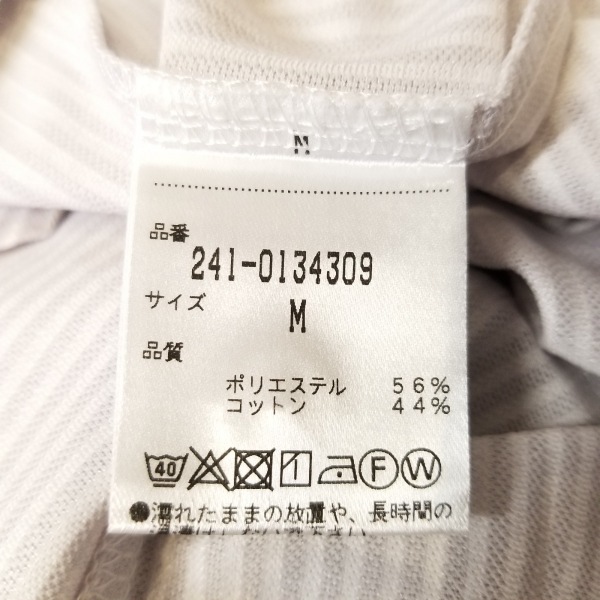 M
品番
241-0134309
サイズ
M
品質
ポリエステル 56%
コットン 44%
40 F W
●濡れたままの放置や、長時間の